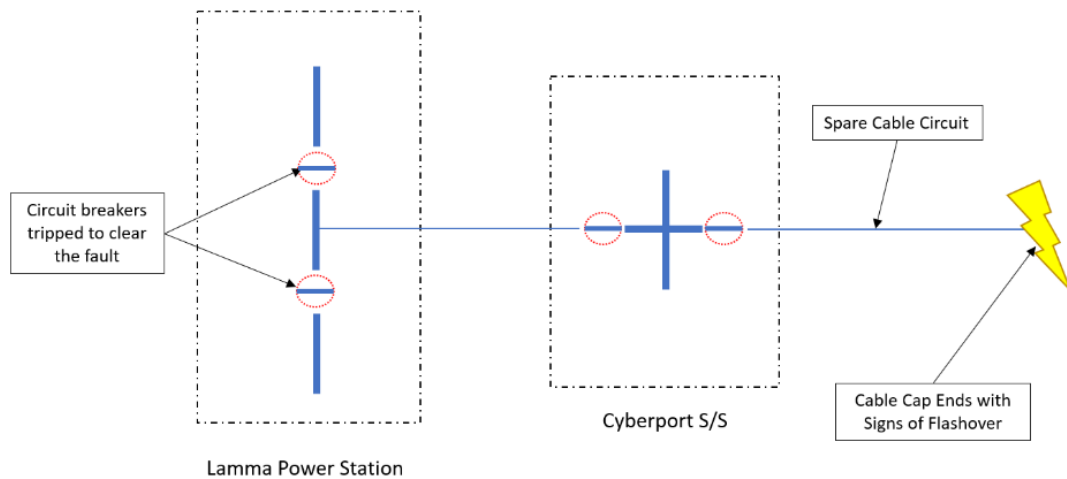 Spare Cable Circuit
Circuit breakers
tripped to clear
the fault
Cable Cap Ends with
Signs of Flashover
Cyberport S/S
Lamma Power Station